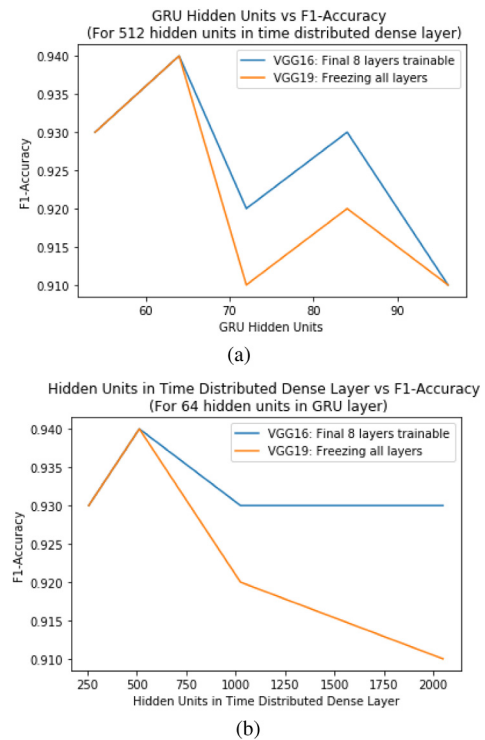 GRU Hidden Units vs F1-Accuracy
(For 512 hidden units in time distributed dense layer)
VGG16: Final 8 layers trainable
VGG19: Freezing all layers
0.940
0.935
0.930
0.925
0.920
0.915
0.910
F1-Accuracy
60 70 80 90
GRU Hidden Units
(a)
Hidden Units in Time Distributed Dense Layer vs F1-Accuracy
(For 64 hidden units in GRU layer)
VGG16: Final 8 layers trainable
VGG19: Freezing all layers
0.940
0.935
0.930
0.925
0.920
0.915
0.910
F1-Accuracy
250 500 750 1000 1250 1500 1750 2000
Hidden Units in Time Distributed Dense Layer
(b)